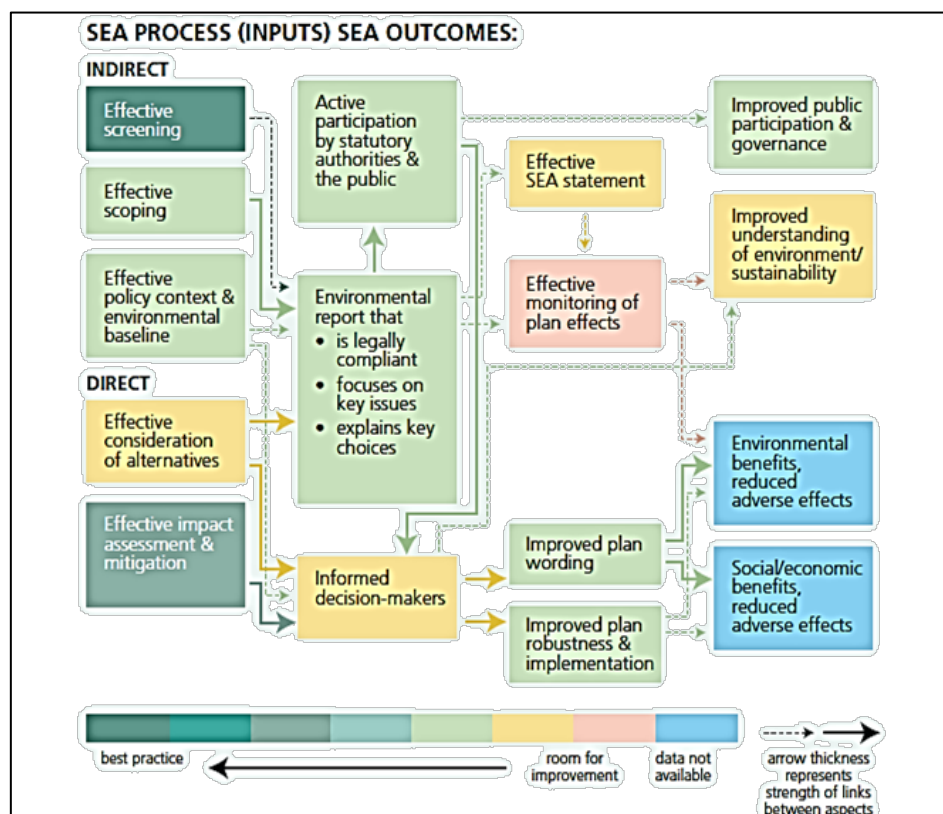 SEA PROCESS (INPUTS) SEA OUTCOMES:
INDIRECT
Effective
screening
Effective
scoping
Effective
policy context &
environmental
baseline
DIRECT
Effective
consideration
of alternatives
Effective impact
assessment &
mitigation
Active
participation
by statutory
authorities &
the public
Environmental
report that
• is legally
compliant
• focuses on
key issues
• explains key
choices
Informed
decision-makers
Effective
SEA statement
Effective
monitoring of
plan effects
Improved plan
wording
Improved plan
robustness &
implementation
Improved public
participation &
governance
Improved
understanding
of environment/
sustainability
Environmental
benefits,
reduced
adverse effects
Social/economic
benefits,
reduced
adverse effects
best practice
room for
improvement
data not
available
arrow thickness
represents
strength of links
between aspects